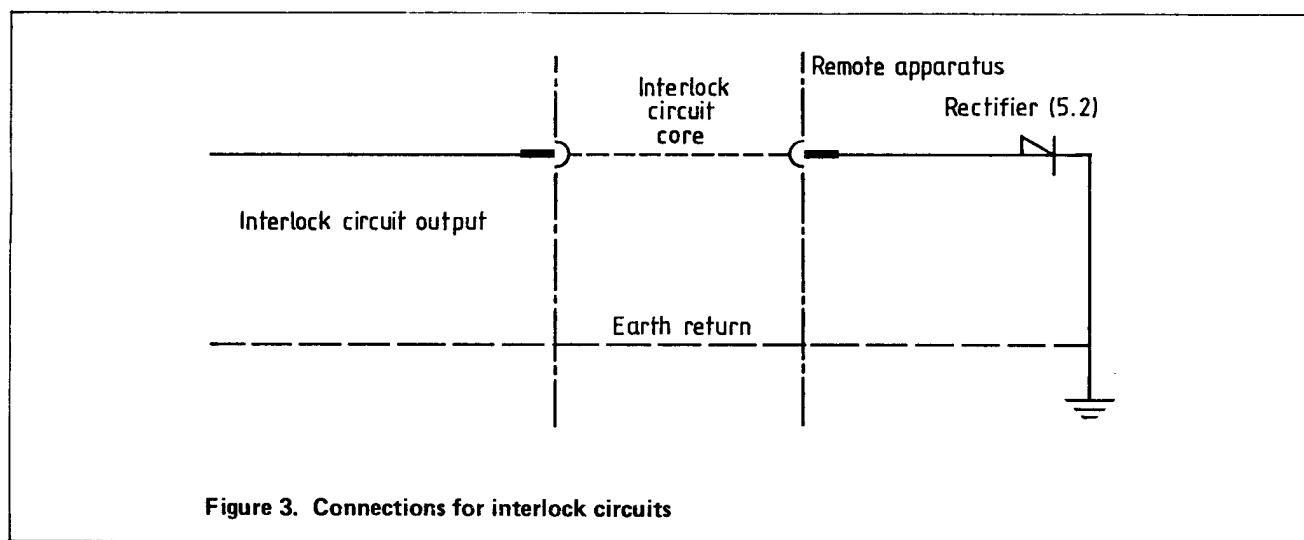 Remote apparatus
Interlock
circuit
core
Rectifier (5.2)
Interlock circuit output
Earth return
Figure 3. Connections for interlock circuits